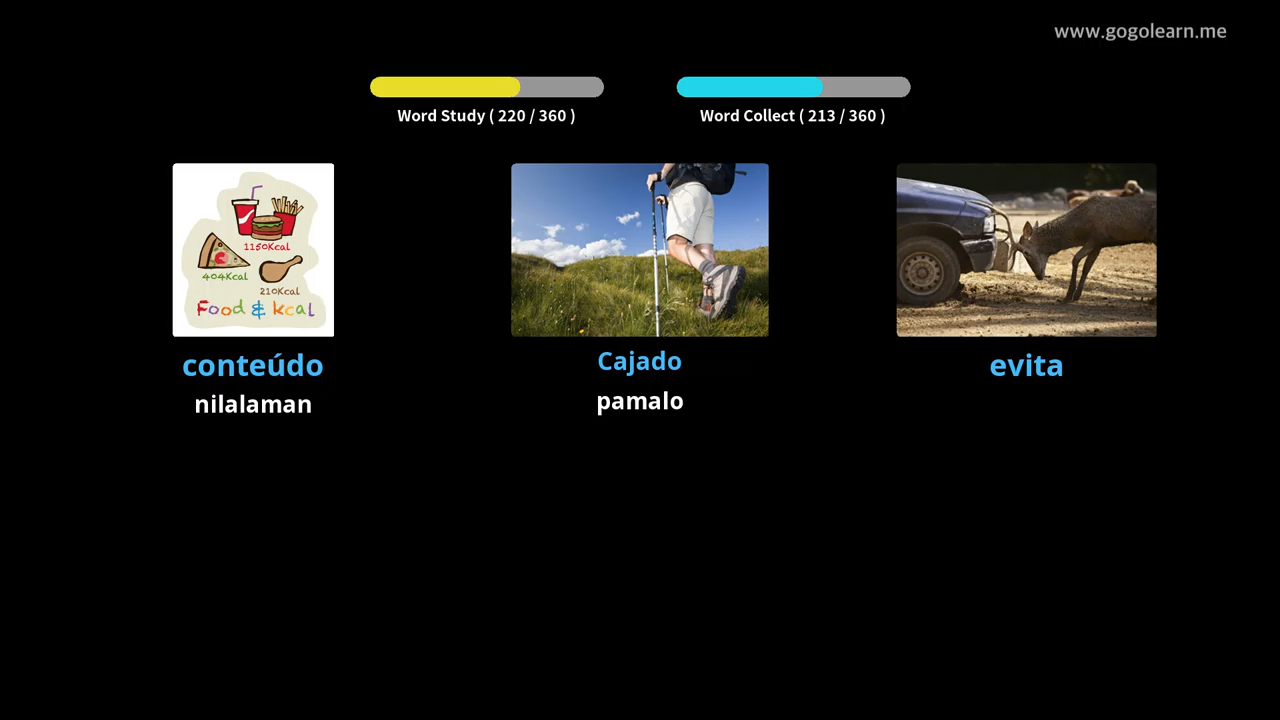 www.gogolearn.me
Word Study ( 220 / 360 )
Word Collect ( 213 / 360 )
1150Kcal
404Kcal
210Kcal
Food & kcal
conteúdo
nilalaman
Cajado
pamalo
evita